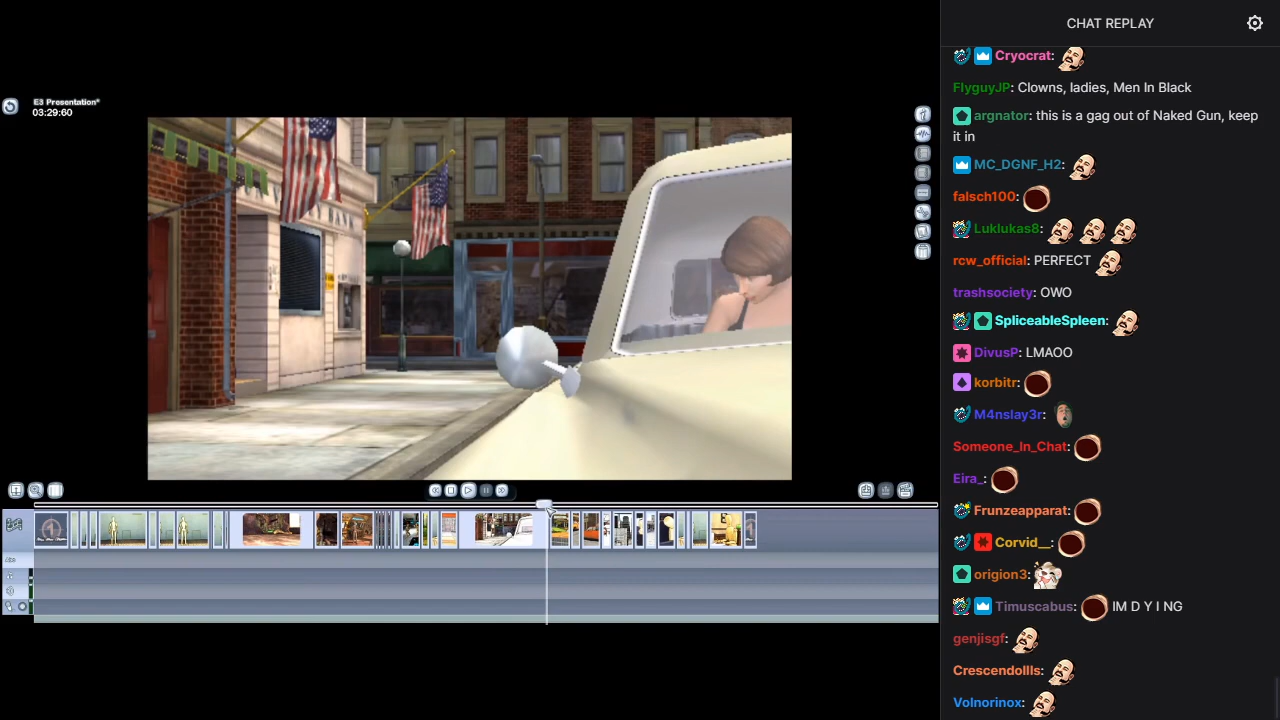 E3 Presentation*
03:29:60
BANK
CHAT REPLAY
Cryocrat:
FlyguyJP: Clowns, ladies, Men In Black
argnator: this is a gag out of Naked Gun, keep
it in
MC_DGNF_H2:
falsch100:
Luklukas8:
rcw_official: PERFECT
trashsociety: OWO
SpliceableSpleen:
DivusP: LMAOO
korbitr:
M4nslay3r:
Someone_In_Chat:
Eira_:
Frunzeapparat:
Corvid__:
origion3:
Timuscabus: IM D Y I NG
genjisgf:
Crescendollls:
Volnorinox: